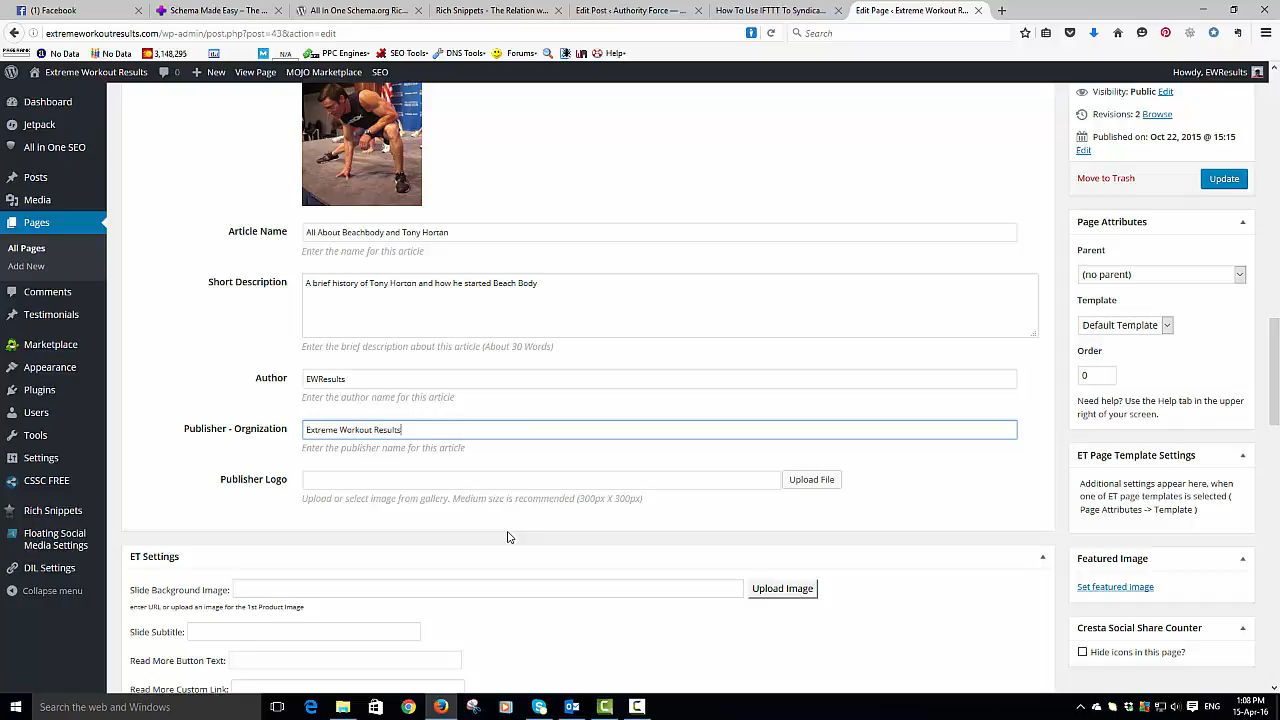 Facebook
Schema Made Easy – The ...
All In One Schema.org Ric...
Rich Snippets - The Relation w...
Edit Post ‹ Authority Force — ...
How To Use IFTTT To Syndica...
Edit Page ‹ Extreme Workout R...
extremeworkoutresults.com/wp-admin/post.php?post=43&action=edit
Search
No Data
No Data
3,148,295
N/A
PPC Engines
SEO Tools
DNS Tools
Forums
Help
Extreme Workout Results
0
New
View Page
MOJO Marketplace
SEO
Howdy, EWResults
Dashboard
Jetpack
All in One SEO
Posts
Media
Pages
All Pages
Add New
Comments
Testimonials
Marketplace
Appearance
Plugins
Users
Tools
Settings
CSSC FREE
Rich Snippets
Floating Social
Media Settings
DIL Settings
Collapse menu
Article Name
All About Beachbody and Tony Hortan
Enter the name for this article
Short Description
A brief history of Tony Horton and how he started Beach Body
Enter the brief description about this article (About 30 Words)
Author
EWResults
Enter the author name for this article
Publisher - Orgnization
Extreme Workout Results
Enter the publisher name for this article
Publisher Logo
Upload File
Upload or select image from gallery. Medium size is recommended (300px X 300px)
ET Settings
Slide Background Image:
Upload Image
enter URL or upload an image for the 1st Product Image
Slide Subtitle:
Read More Button Text:
Read More Custom Link:
Visibility: Public Edit
Revisions: 2 Browse
Published on: Oct 22, 2015 @ 15:15
Edit
Move to Trash
Update
Page Attributes
Parent
(no parent)
Template
Default Template
Order
0
Need help? Use the Help tab in the upper
right of your screen.
ET Page Template Settings
Additional settings appear here, when
one of ET page templates is selected (
Page Attributes -> Template )
Featured Image
Set featured image
Cresta Social Share Counter
Hide icons in this page?
Search the web and Windows
ENG
1:08 PM
15-Apr-16